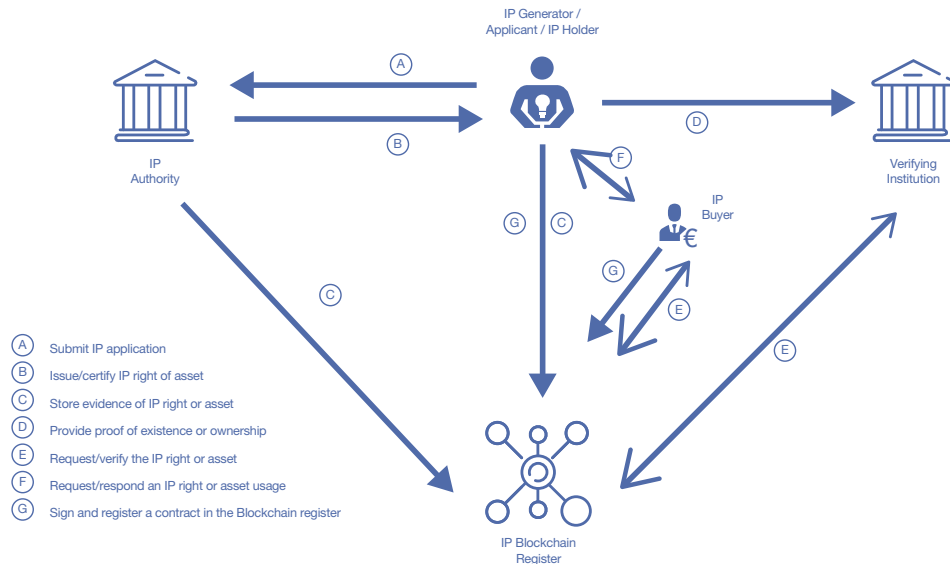 IP Generator /
Applicant / IP Holder
A
B
D
IP
Authority
Verifying
Institution
F
IP
Buyer
€
G
C
G
E
C
E
A Submit IP application
B Issue/certify IP right of asset
C Store evidence of IP right or asset
D Provide proof of existence or ownership
E Request/verify the IP right or asset
F Request/respond an IP right or asset usage
G Sign and register a contract in the Blockchain register
IP Blockchain
Register